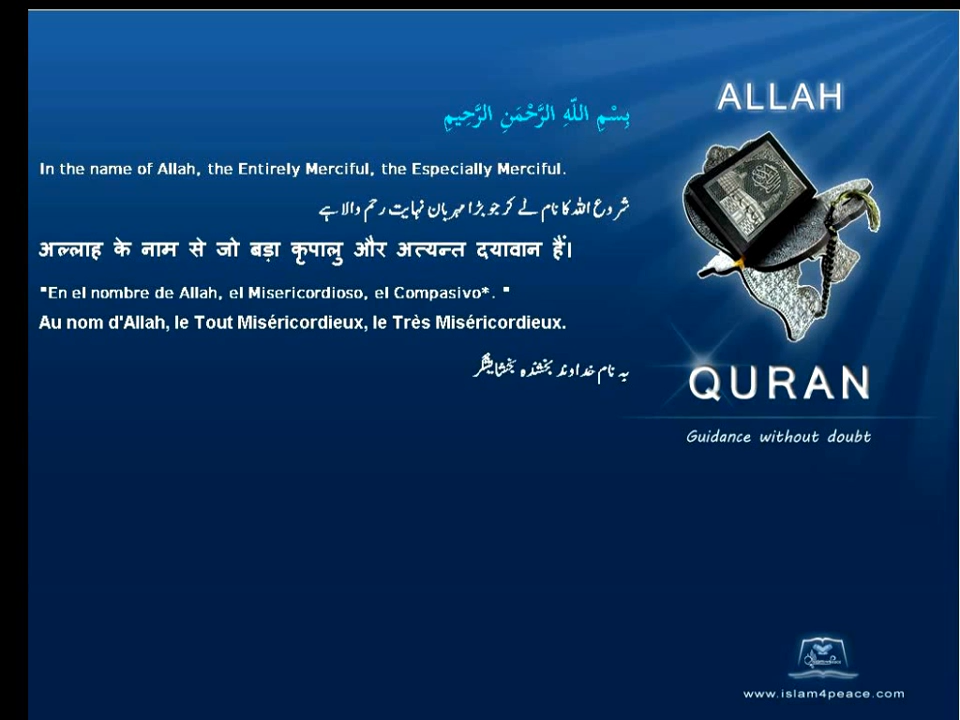 بِسْمِ اللّهِ الرَّحْمَنِ الرَّحِيمِ
In the name of Allah, the Entirely Merciful, the Especially Merciful.
شروع الله کا نام لے کر جو بڑا مہربان نہایت رحم والا ہے
अल्लाह के नाम से जो बड़ा कृपालु और अत्यन्त दयावान हैं।
"En el nombre de Allah, el Misericordioso, el Compasivo*. "
Au nom d'Allah, le Tout Miséricordieux, le Très Miséricordieux.
به نام خداوند بخشنده بخشایشگر
ALLAH
QURAN
Guidance without doubt
www.islam4peace.com